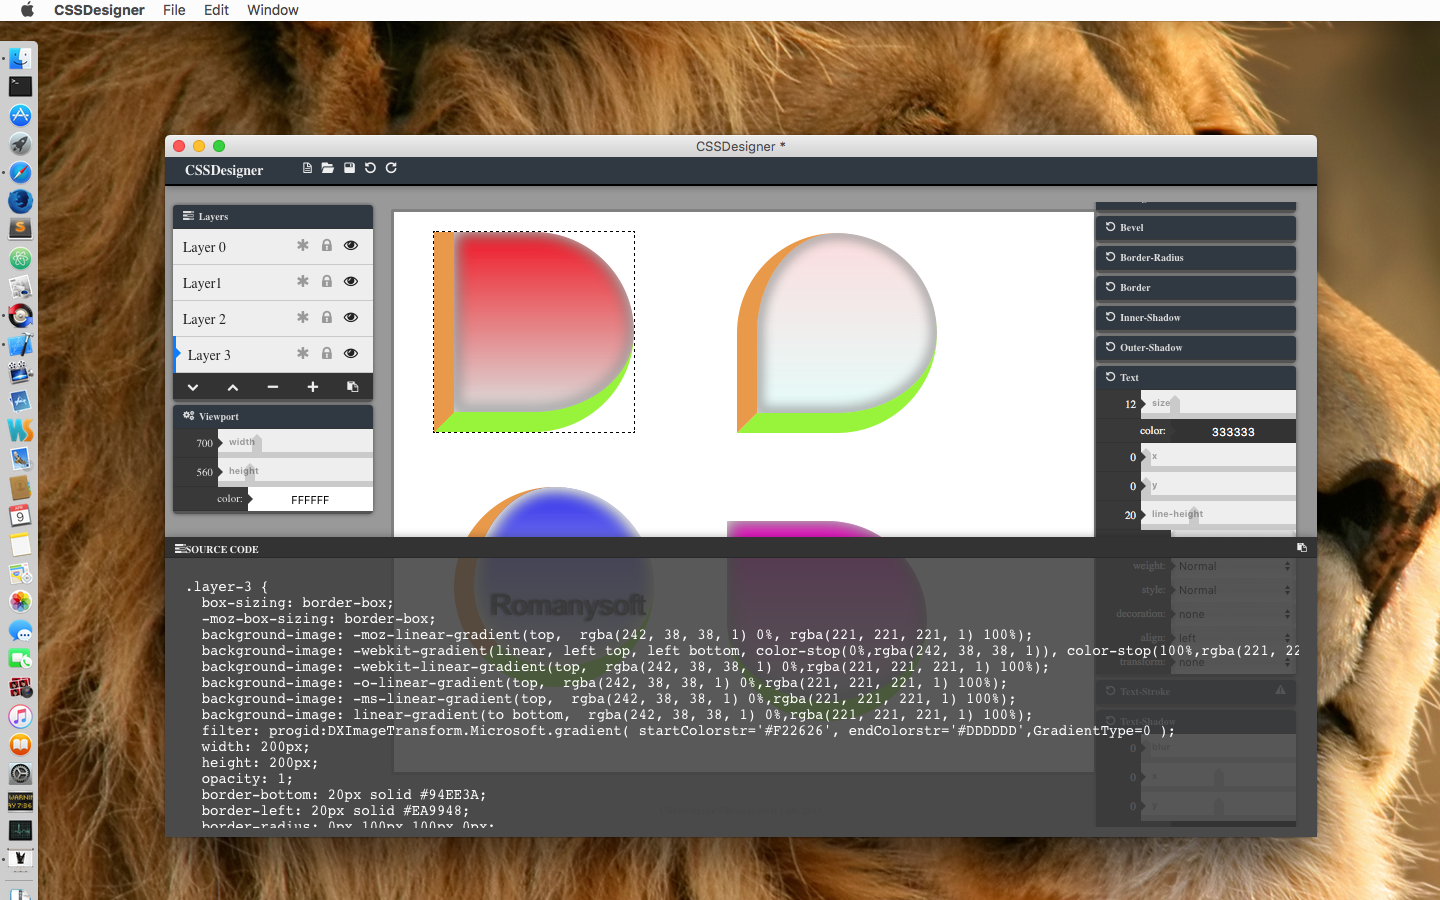 CSSDesigner File Edit Window
CSSDesigner *
CSSDesigner
Layers
Layer 0
Layer1
Layer 2
Layer 3
Viewport
700 width
560 height
color: FFFFFF
Bevel
Border-Radius
Border
Inner-Shadow
Outer-Shadow
Text
12 size
color: 333333
0 x
0 y
20 line-height
weight: Normal
style: Normal
decoration: none
align: left
transform: none
Text-Stroke
Text-Shadow
0 blur
0 x
0 y
Romanysoft
SOURCE CODE
.layer-3 {
box-sizing: border-box;
-moz-box-sizing: border-box;
background-image: -moz-linear-gradient(top, rgba(242, 38, 38, 1) 0%, rgba(221, 221, 221, 1) 100%);
background-image: -webkit-gradient(linear, left top, left bottom, color-stop(0%,rgba(242, 38, 38, 1)), color-stop(100%,rgba(221, 22
background-image: -webkit-linear-gradient(top, rgba(242, 38, 38, 1) 0%,rgba(221, 221, 221, 1) 100%);
background-image: -o-linear-gradient(top, rgba(242, 38, 38, 1) 0%,rgba(221, 221, 221, 1) 100%);
background-image: -ms-linear-gradient(top, rgba(242, 38, 38, 1) 0%,rgba(221, 221, 221, 1) 100%);
background-image: linear-gradient(to bottom, rgba(242, 38, 38, 1) 0%,rgba(221, 221, 221, 1) 100%);
filter: progid:DXImageTransform.Microsoft.gradient( startColorstr='#F22626', endColorstr='#DDDDDD',GradientType=0 );
width: 200px;
height: 200px;
opacity: 1;
border-bottom: 20px solid #94EE3A;
border-left: 20px solid #EA9948;
border-radius: 0px 100px 100px 0px;
9